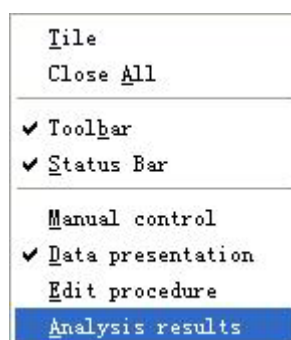 Tile
Close All
Toolbar
Status Bar
Manual control
Data presentation
Edit procedure
Analysis results